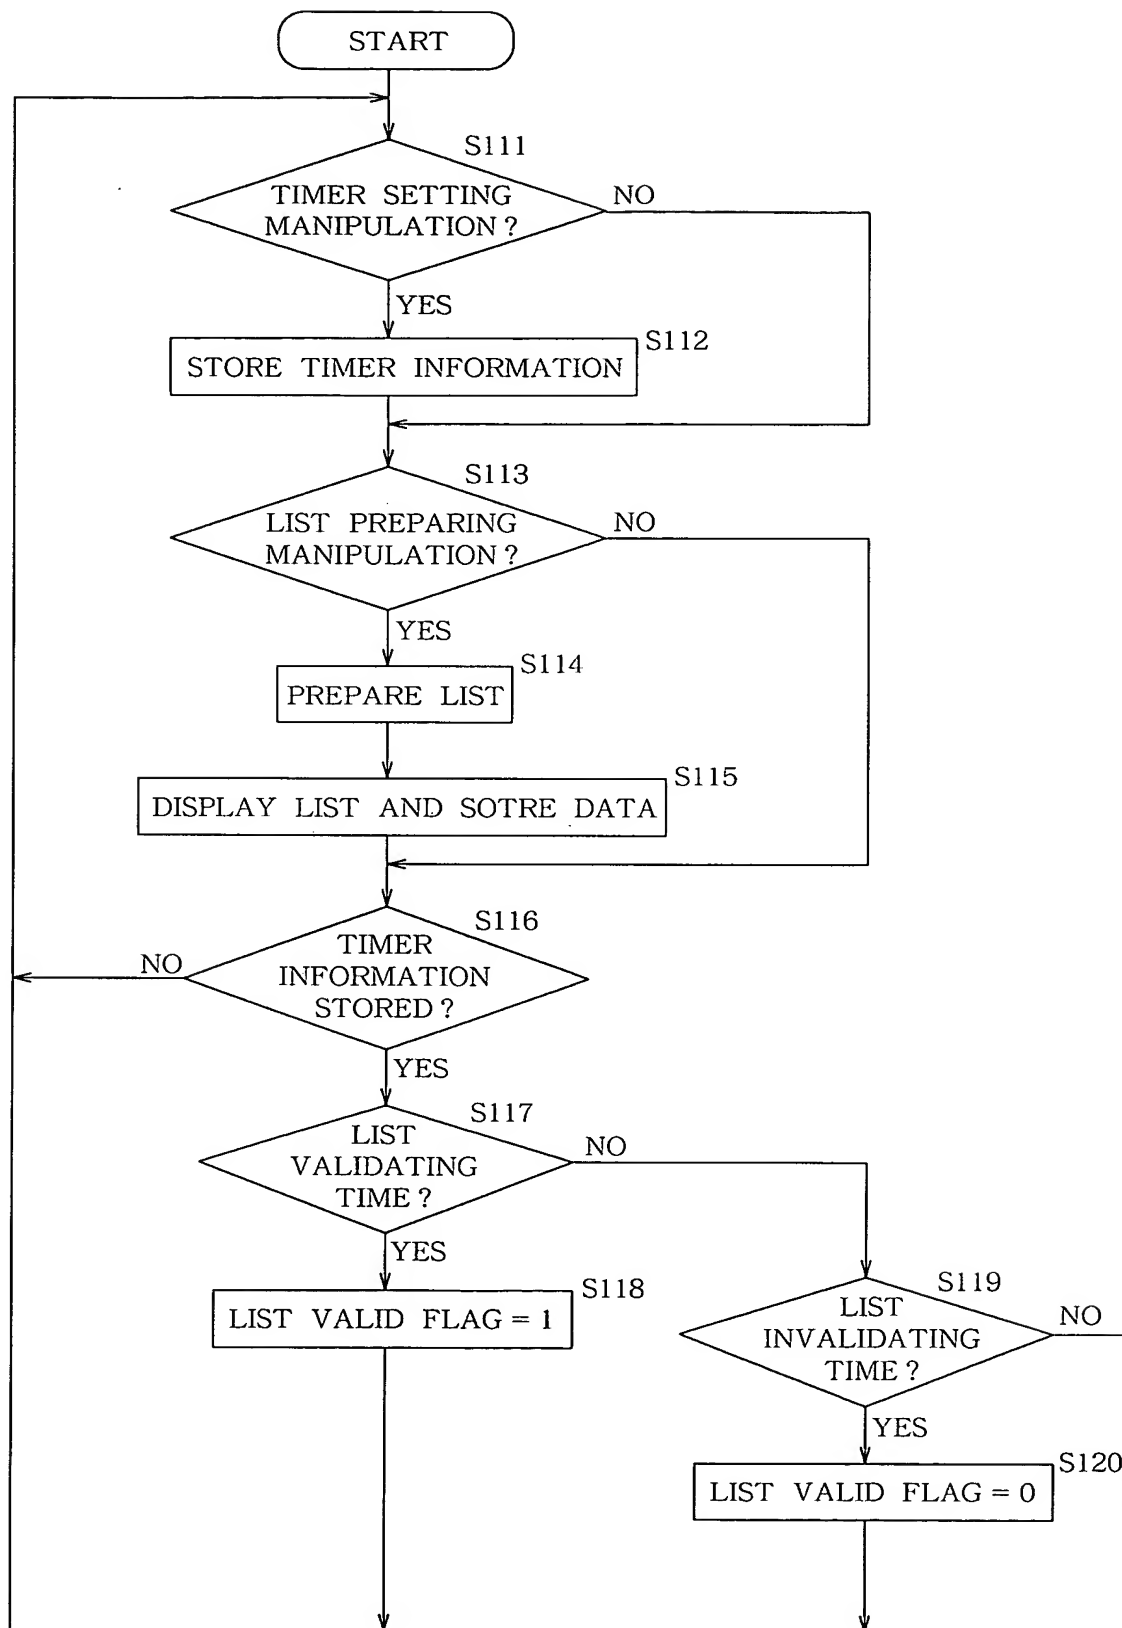 START
S111
TIMER SETTING
MANIPULATION?
NO
YES
S112
STORE TIMER INFORMATION
S113
LIST PREPARING
MANIPULATION?
NO
YES
S114
PREPARE LIST
S115
DISPLAY LIST AND SOTRE DATA
S116
TIMER
INFORMATION
STORED?
NO
YES
S117
LIST
VALIDATING
TIME?
NO
YES
S118
LIST VALID FLAG = 1
S119
LIST
INVALIDATING
TIME?
NO
YES
S120
LIST VALID FLAG = 0